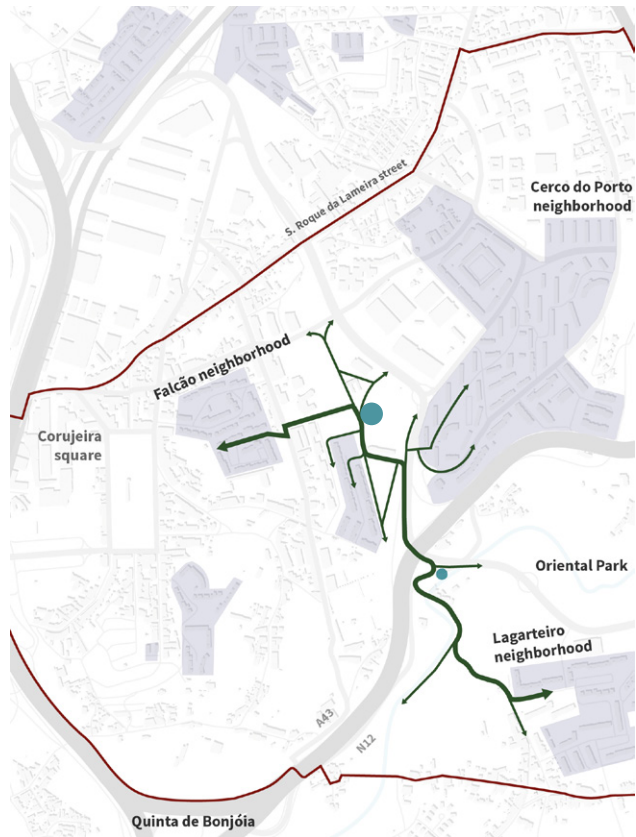 Cerco do Porto
neighborhood
S. Roque da Lameira street
Falcão neighborhood
Corujeira
square
Oriental Park
Lagarteiro
neighborhood
A43
N12
Quinta de Bonjóia